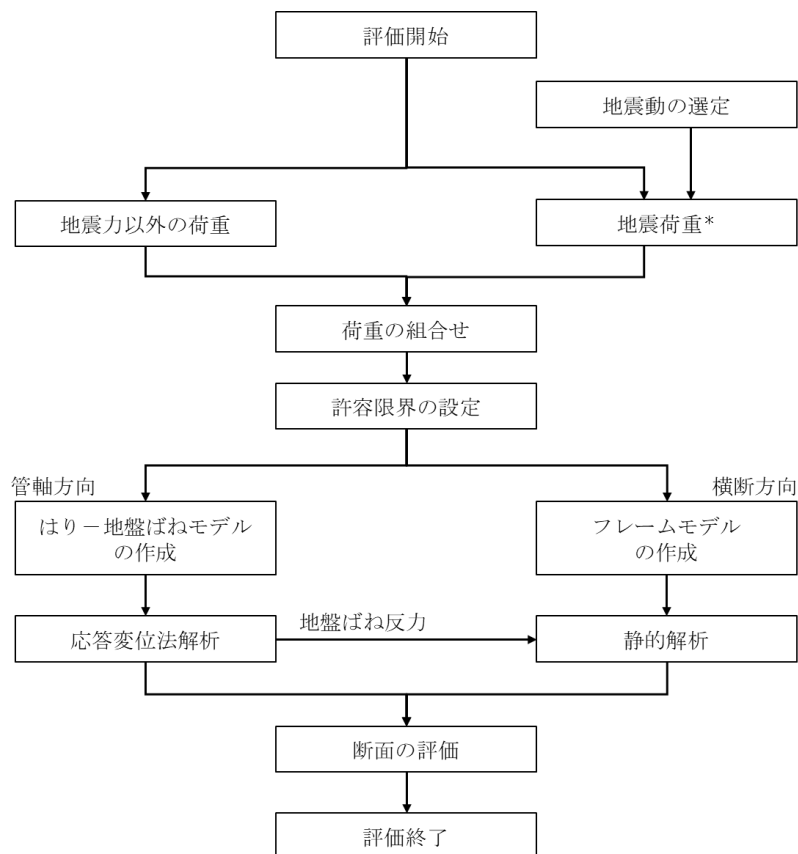 評価開始
地震動の選定
地震力以外の荷重
地震荷重*
荷重の組合せ
許容限界の設定
管軸方向
横断方向
はり－地盤ばねモデル
の作成
フレームモデル
の作成
応答変位法解析
地盤ばね反力
静的解析
断面の評価
評価終了